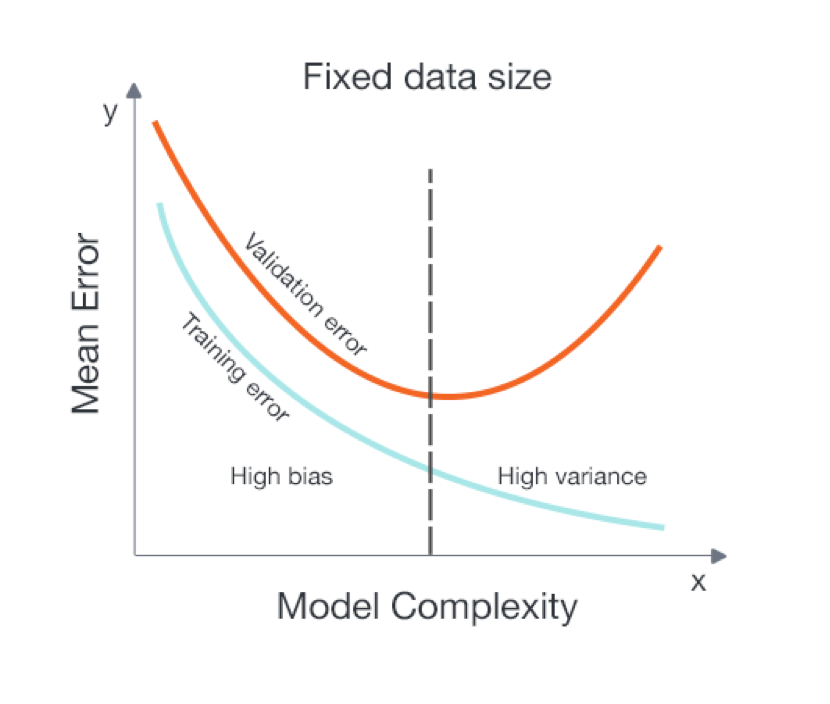 Fixed data size
y
Mean Error
Validation error
Training error
High bias
High variance
x
Model Complexity